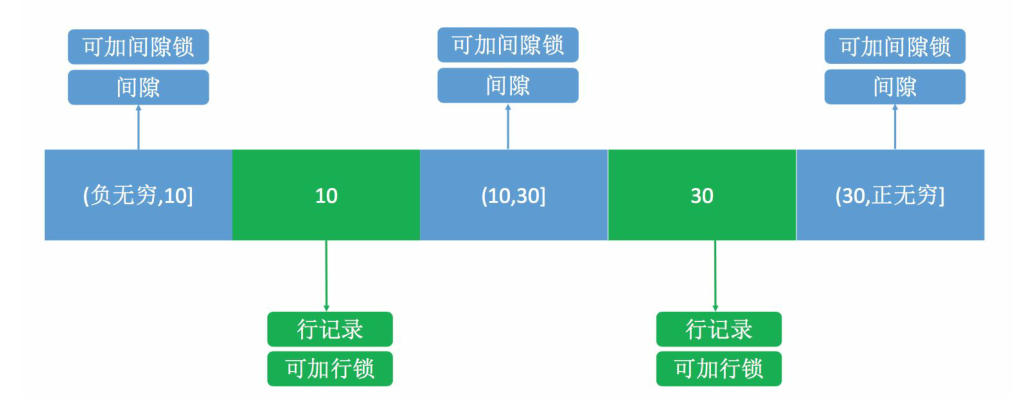 可加间隙锁
间隙
可加间隙锁
间隙
可加间隙锁
间隙
(负无穷,10]
10
(10,30]
30
(30,正无穷]
行记录
可加行锁
行记录
可加行锁